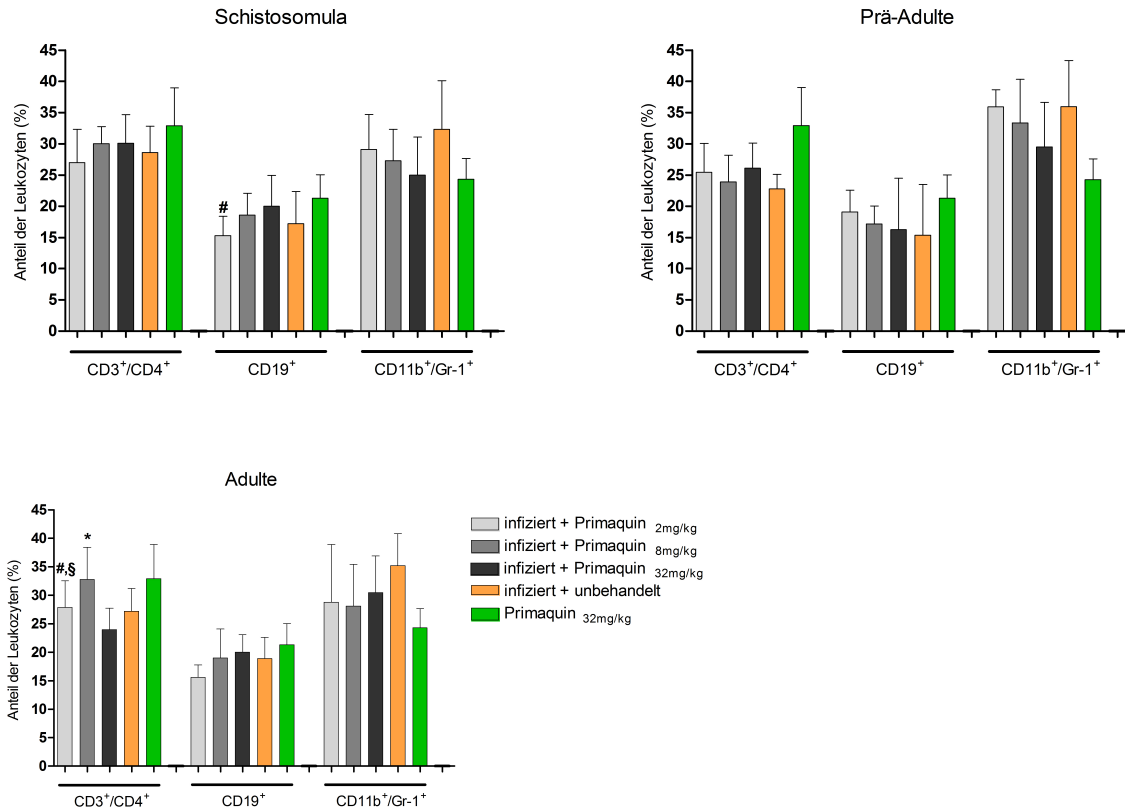 Schistosomula
Anteil der Leukozyten (%)
45
40
35
30
25
20
15
10
5
0
#
CD3⁺/CD4⁺ CD19⁺ CD11b⁺/Gr-1⁺
Prä-Adulte
Anteil der Leukozyten (%)
45
40
35
30
25
20
15
10
5
0
CD3⁺/CD4⁺ CD19⁺ CD11b⁺/Gr-1⁺
Adulte
Anteil der Leukozyten (%)
45
40
35
30
25
20
15
10
5
0
#,§ *
CD3⁺/CD4⁺ CD19⁺ CD11b⁺/Gr-1⁺
infiziert + Primaquin 2mg/kg
infiziert + Primaquin 8mg/kg
infiziert + Primaquin 32mg/kg
infiziert + unbehandelt
Primaquin 32mg/kg